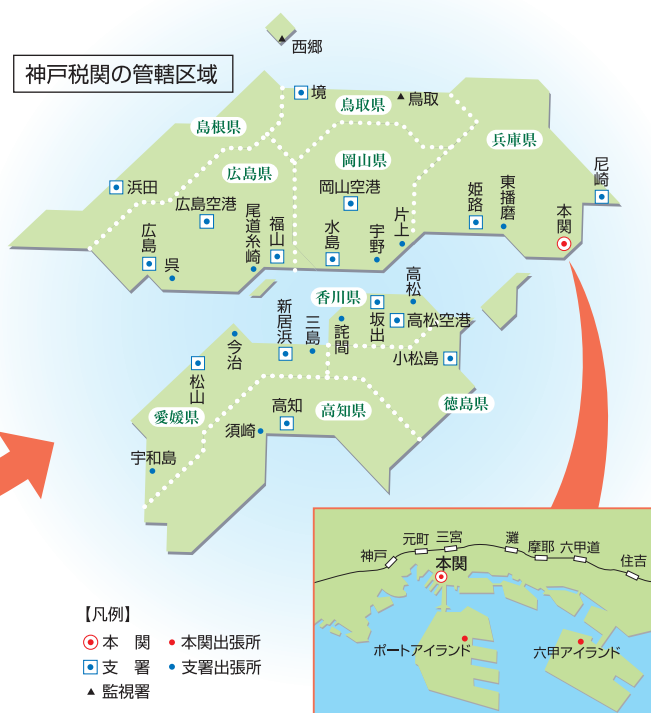 西郷
神戸税関の管轄区域
境
鳥取県
鳥取
島根県
兵庫県
広島県
岡山県
尼崎
浜田
広島空港
岡山空港
姫路
東播磨
本関
広島
呉
尾道糸崎
福山
水島
宇野
片上
香川県
高松
新居浜
三島
詫間
坂出
高松空港
今治
小松島
松山
愛媛県
高知
高知県
徳島県
須崎
宇和島
【凡例】
本　関
本関出張所
支　署
支署出張所
監視署
神戸
元町
三宮
灘
摩耶
六甲道
住吉
本関
ポートアイランド
六甲アイランド